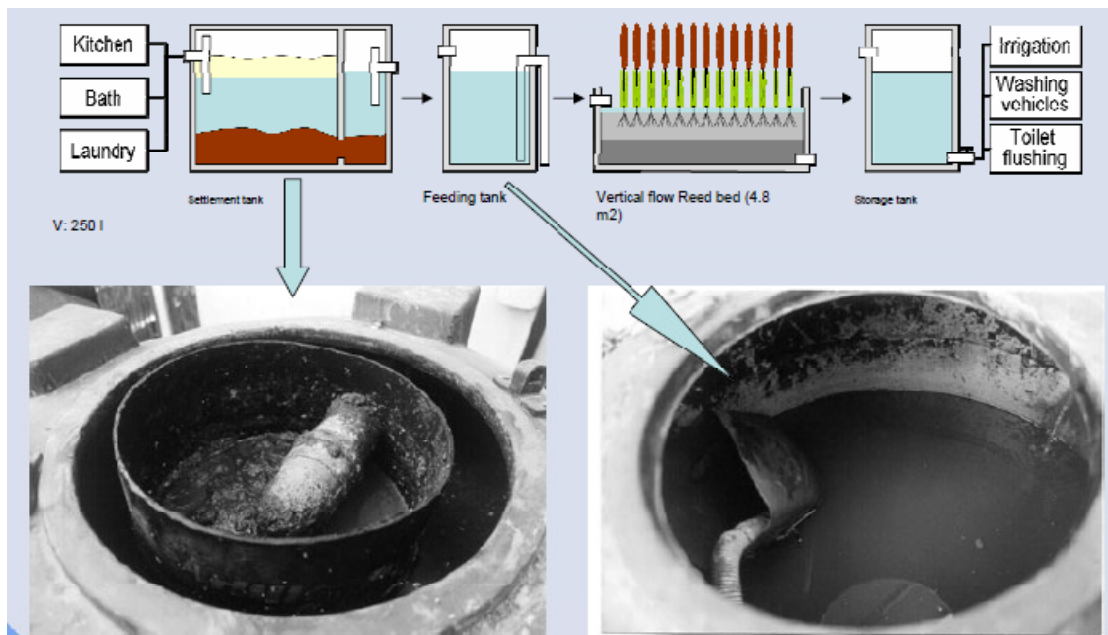 Kitchen
Bath
Laundry
Irrigation
Washing
vehicles
Toilet
flushing
Settlement tank
Feeding tank
Vertical flow Reed bed (4.8
m2)
Storage tank
V: 250 l